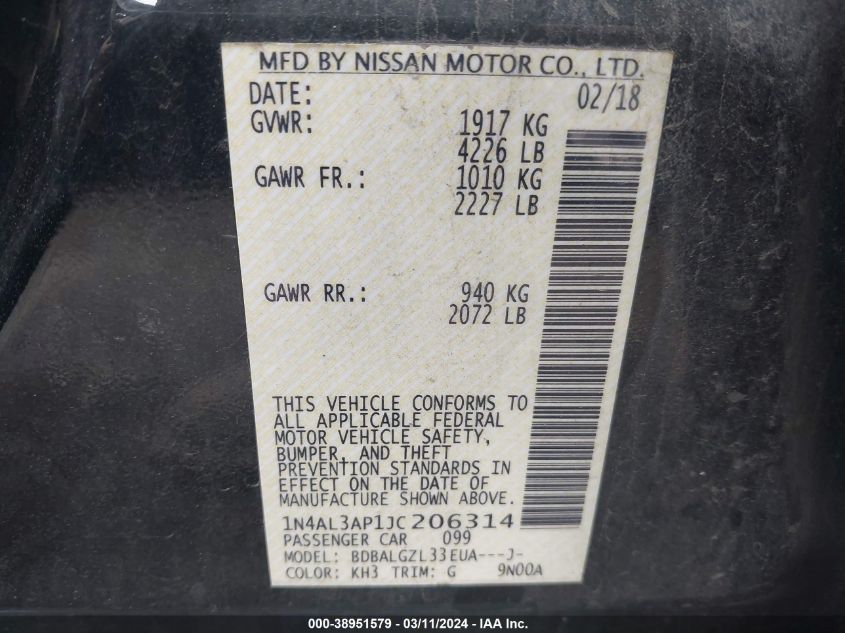 MFD BY NISSAN MOTOR CO., LTD.
DATE: 02/18
GVWR: 1917 KG
4226 LB
GAWR FR.: 1010 KG
2227 LB
GAWR RR.: 940 KG
2072 LB
THIS VEHICLE CONFORMS TO
ALL APPLICABLE FEDERAL
MOTOR VEHICLE SAFETY,
BUMPER, AND THEFT
PREVENTION STANDARDS IN
EFFECT ON THE DATE OF
MANUFACTURE SHOWN ABOVE.
1N4AL3AP1JC206314
PASSENGER CAR 099
MODEL: BDBALGZL33EUA---J-
COLOR: KH3 TRIM: G 9N00A
000-38951579 - 03/11/2024 - IAA Inc.